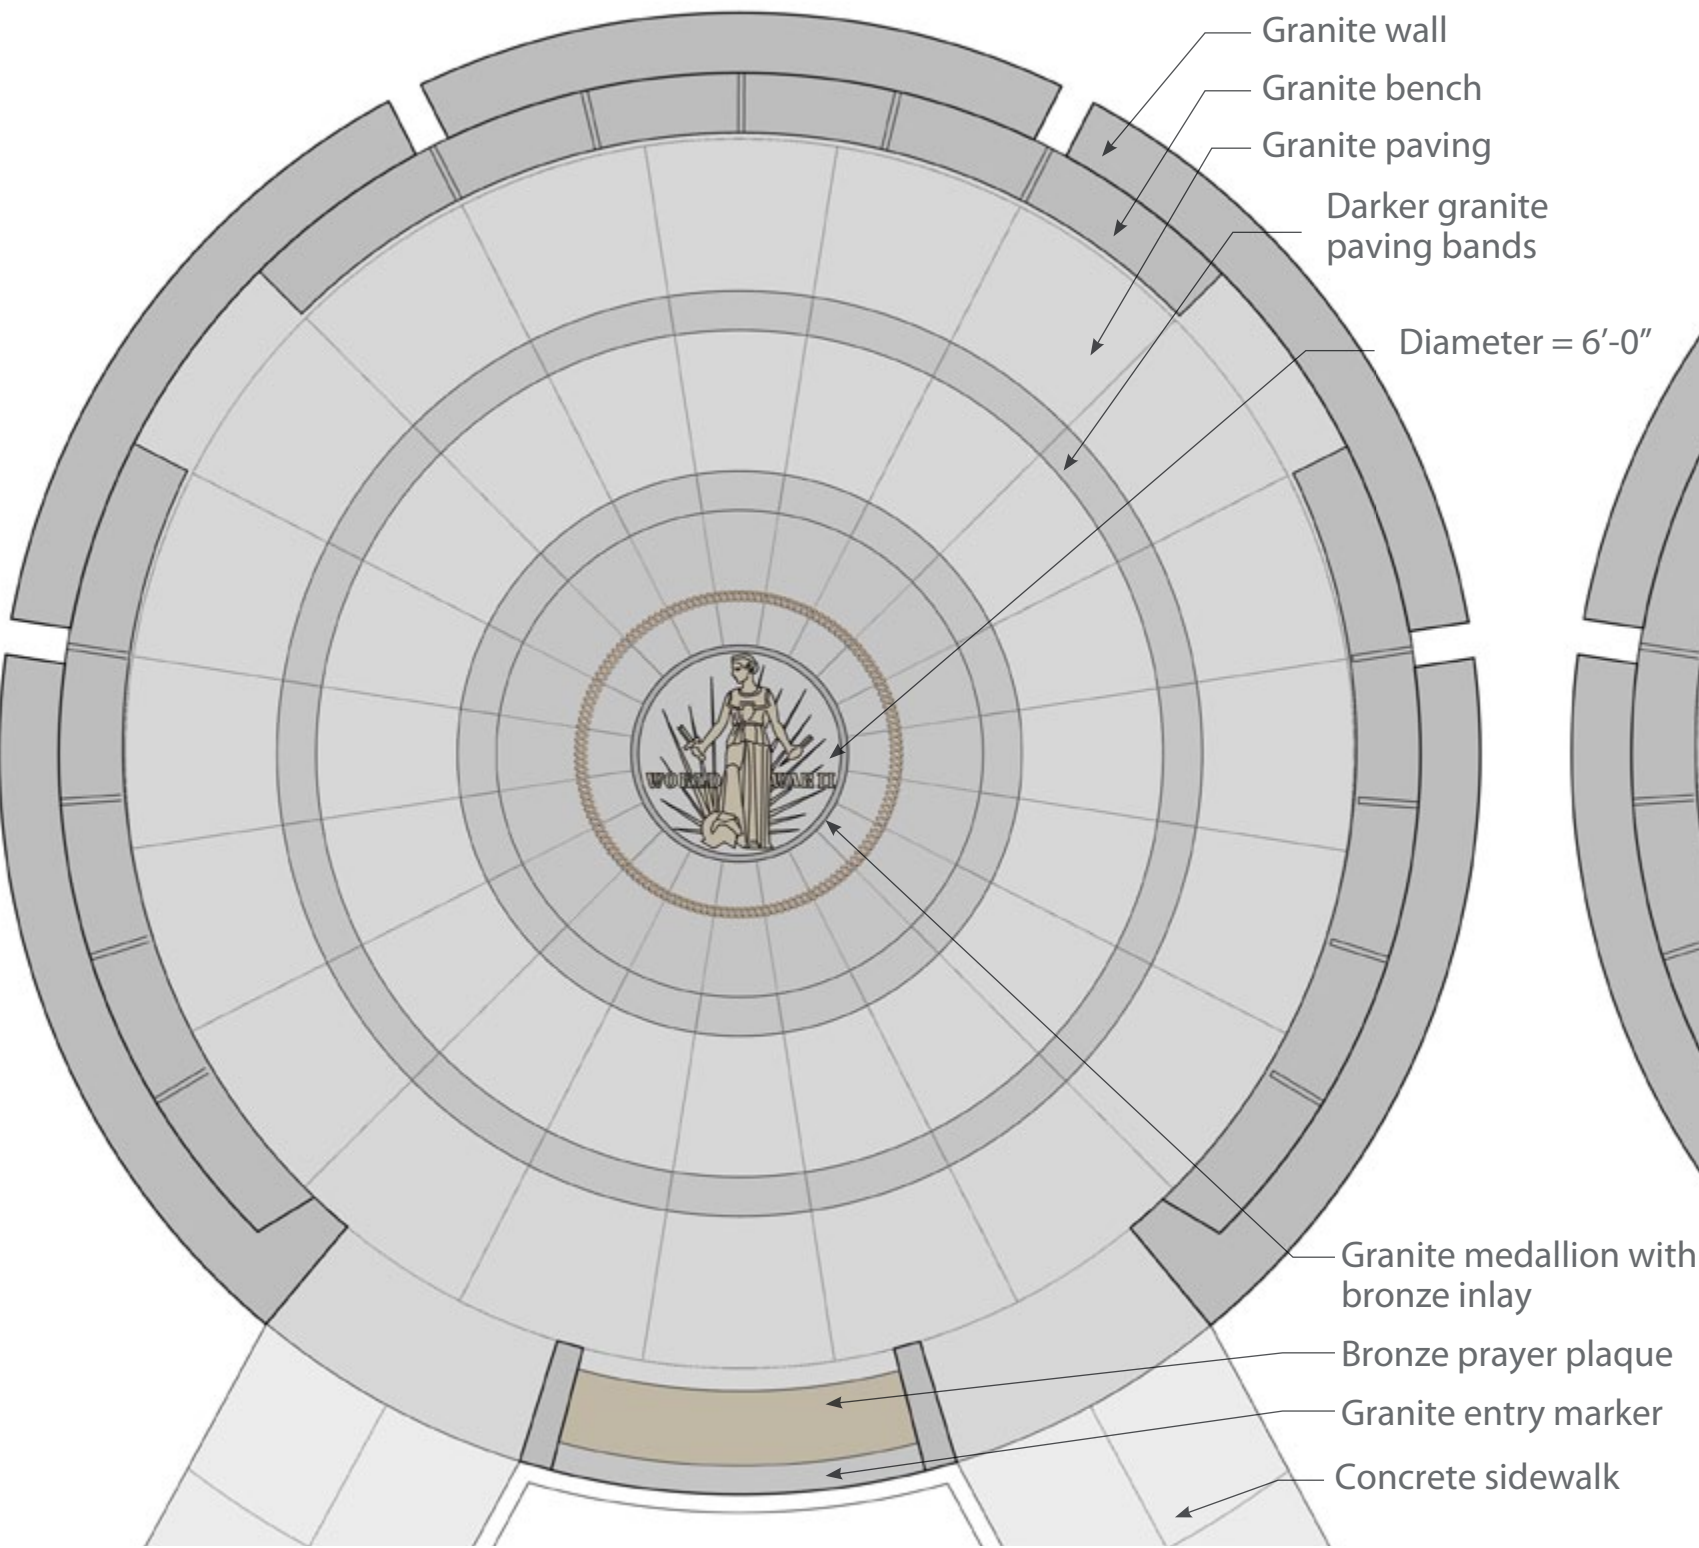 Granite wall
Granite bench
Granite paving
Darker granite
paving bands
Diameter = 6′-0″
WORLD WAR II
Granite medallion with
bronze inlay
Bronze prayer plaque
Granite entry marker
Concrete sidewalk